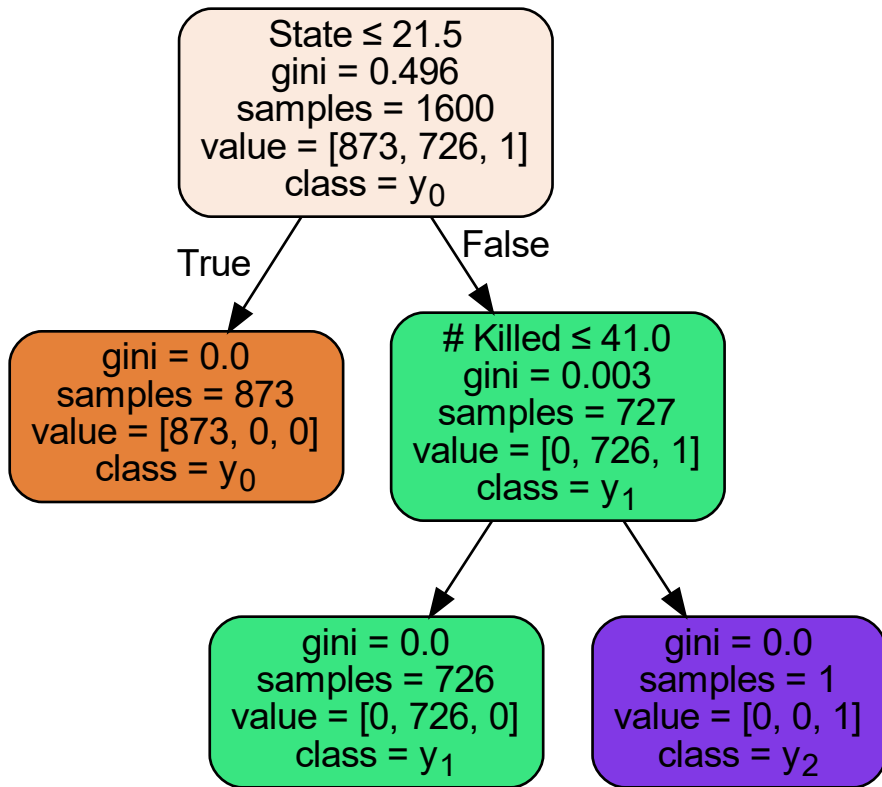 State ≤ 21.5
gini = 0.496
samples = 1600
value = [873, 726, 1]
class = y₀
True
False
gini = 0.0
samples = 873
value = [873, 0, 0]
class = y₀
# Killed ≤ 41.0
gini = 0.003
samples = 727
value = [0, 726, 1]
class = y₁
gini = 0.0
samples = 726
value = [0, 726, 0]
class = y₁
gini = 0.0
samples = 1
value = [0, 0, 1]
class = y₂